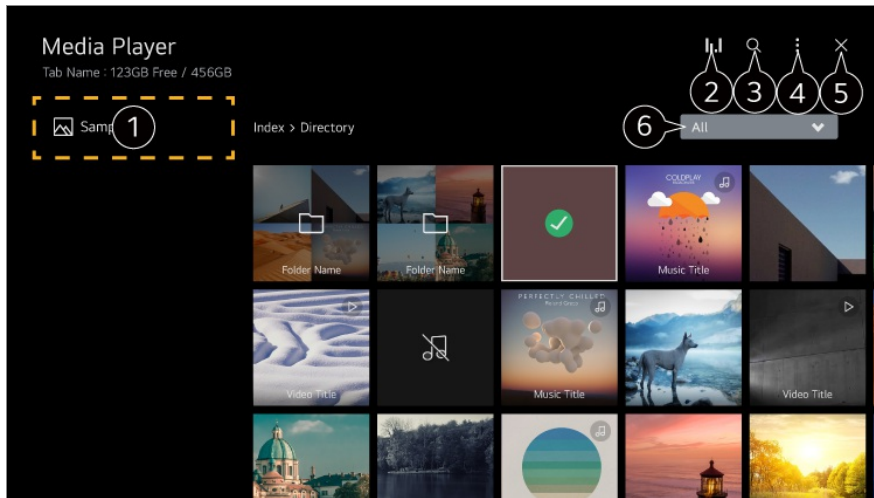 Media Player
Tab Name : 123GB Free / 456GB
2
3
4
5
1
Index > Directory
6
All
Folder Name
Folder Name
COLDPLAY
Music Title
Video Title
PERFECTLY CHILLED
Music Title
Video Title